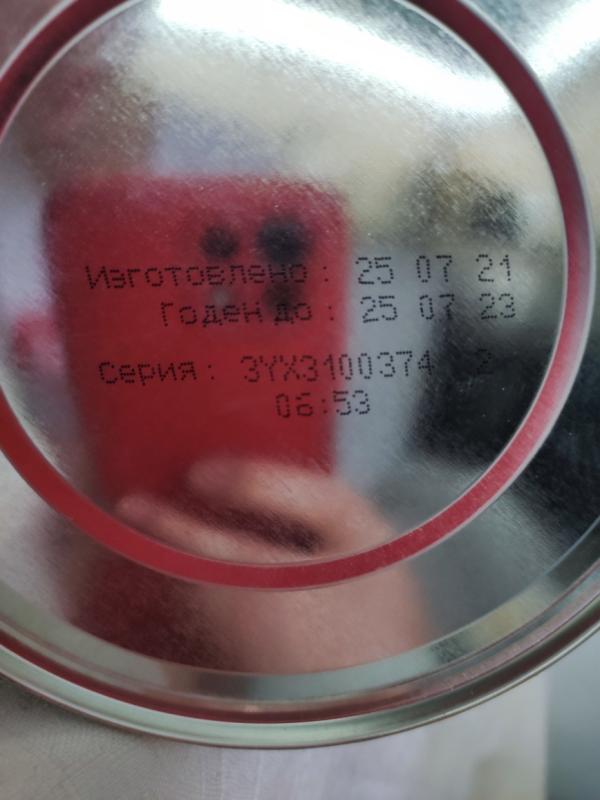 Изготовлено: 25 07 21
Годен до: 25 07 23
Серия: 3YX3100374 2
06:53